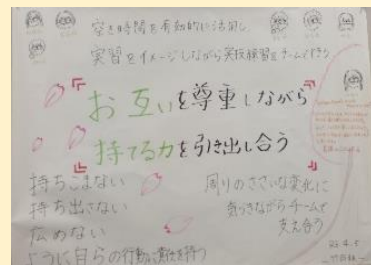 空き時間を有効的に活用し
実習をイメージしながら実技練習をチームで行う
お互いを尊重しながら
持てる力を引き出し合う
持ちこまない
持ち出さない
広めない
ように自らの行動に責任を持つ
周りのささいな変化に
気づきながらチームで
支え合う